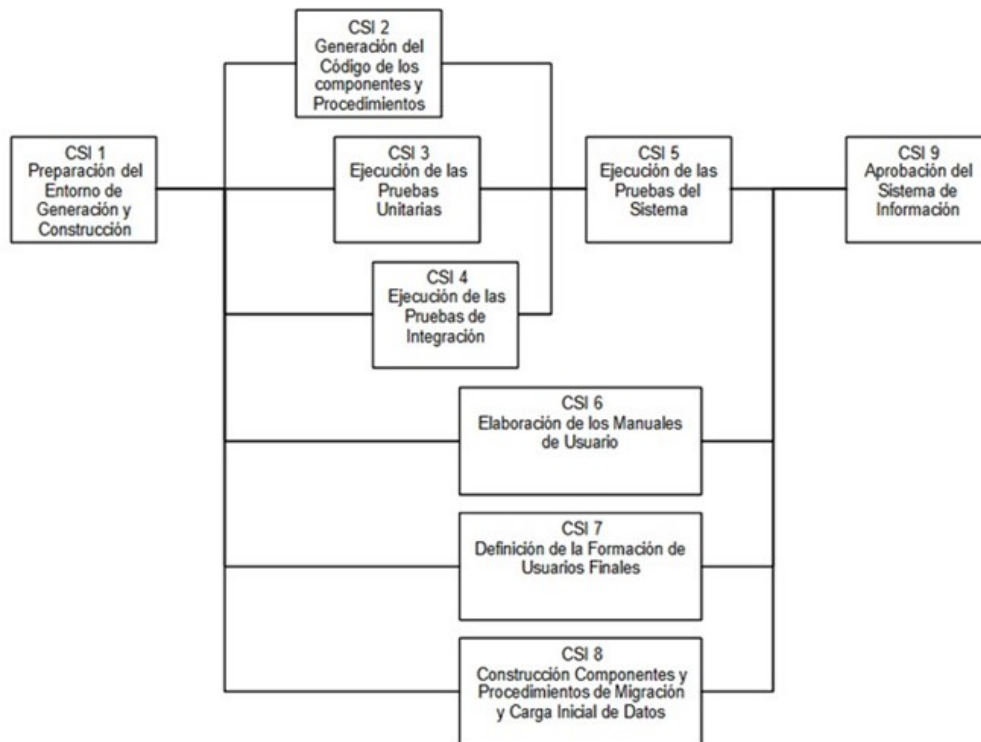 CSI 2
Generación del
Código de los
componentes y
Procedimientos
CSI 1
Preparación del
Entorno de
Generación y
Construcción
CSI 3
Ejecución de las
Pruebas
Unitarias
CSI 5
Ejecución de las
Pruebas del
Sistema
CSI 9
Aprobación del
Sistema de
Información
CSI 4
Ejecución de las
Pruebas de
Integración
CSI 6
Elaboración de los Manuales
de Usuario
CSI 7
Definición de la Formación de
Usuarios Finales
CSI 8
Construcción Componentes y
Procedimientos de Migración
y Carga Inicial de Datos